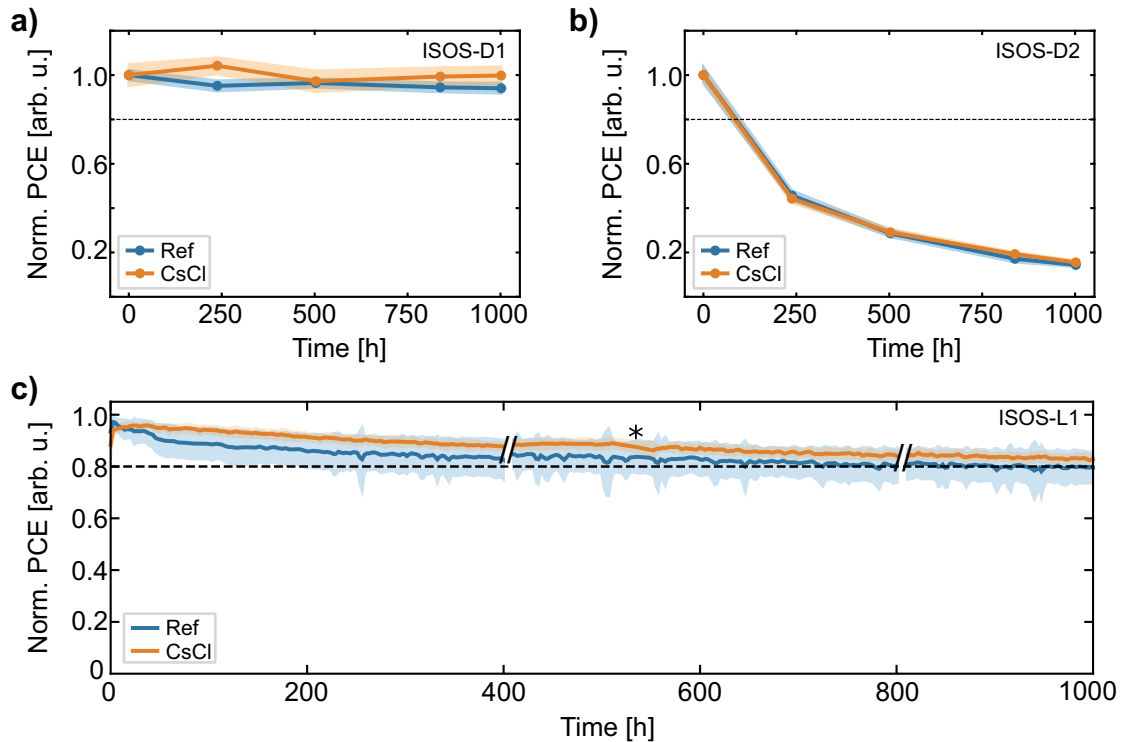 a)
ISOS-D1
Norm. PCE [arb. u.]
1.0
0.6
0.2
Ref
CsCl
0 250 500 750 1000
Time [h]
b)
ISOS-D2
Norm. PCE [arb. u.]
1.0
0.6
0.2
Ref
CsCl
0 250 500 750 1000
Time [h]
c)
ISOS-L1
Norm. PCE [arb. u.]
1.0
0.8
0.6
0.4
0.2
0
//
*
//
Ref
CsCl
0 200 400 600 800 1000
Time [h]